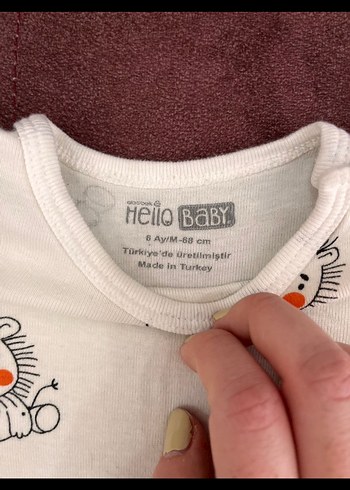 Hello BABY
6 Ay/M-68 cm
Türkiye'de üretilmiştir
Made in Turkey